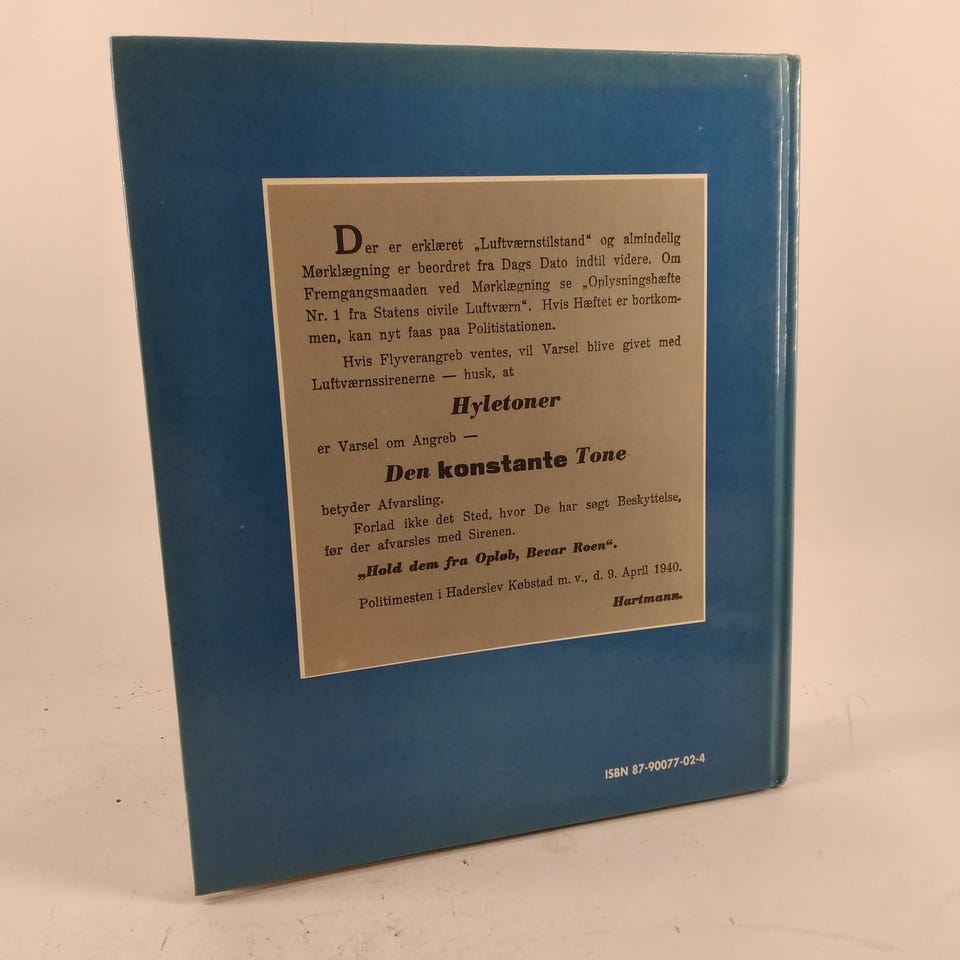 Der er erklæret „Luftværnstilstand" og almindelig
Mørklægning er beordret fra Dags Dato indtil videre. Om
Fremgangsmaaden ved Mørklægning se „Oplysningshæfte
Nr. 1 fra Statens civile Luftværn". Hvis Hæftet er bortkom-
men, kan nyt faas paa Politistationen.
Hvis Flyverangreb ventes, vil Varsel blive givet med
Luftværnssirenerne — husk, at
Hyletoner
er Varsel om Angreb —
Den konstante Tone
betyder Afvarsling.
Forlad ikke det Sted, hvor De har søgt Beskyttelse,
før der afvarsles med Sirenen.
„Hold dem fra Opløb, Bevar Roen".
Politimesten i Haderslev Købstad m. v., d. 9. April 1940.
Hartmann.
ISBN 87-90077-02-4